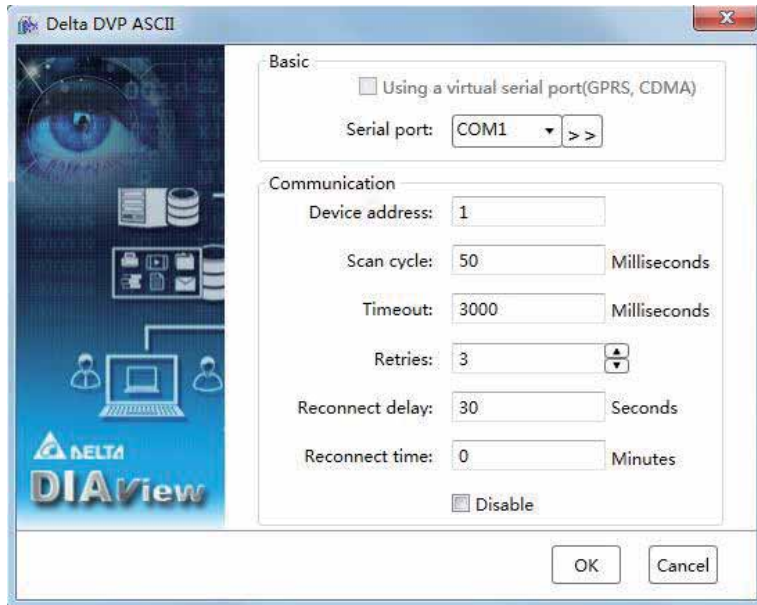 Delta DVP ASCII
Basic
Using a virtual serial port(GPRS, CDMA)
Serial port: COM1 >>
Communication
Device address: 1
Scan cycle: 50 Milliseconds
Timeout: 3000 Milliseconds
Retries: 3
Reconnect delay: 30 Seconds
Reconnect time: 0 Minutes
Disable
DELTA
DIAView
OK Cancel